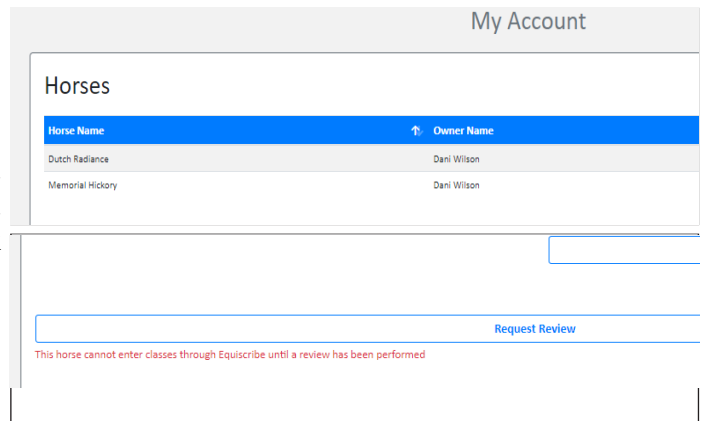 My Account
Horses
Horse Name Owner Name
Dutch Radiance Dani Wilson
Memorial Hickory Dani Wilson
Request Review
This horse cannot enter classes through Equiscribe until a review has been performed